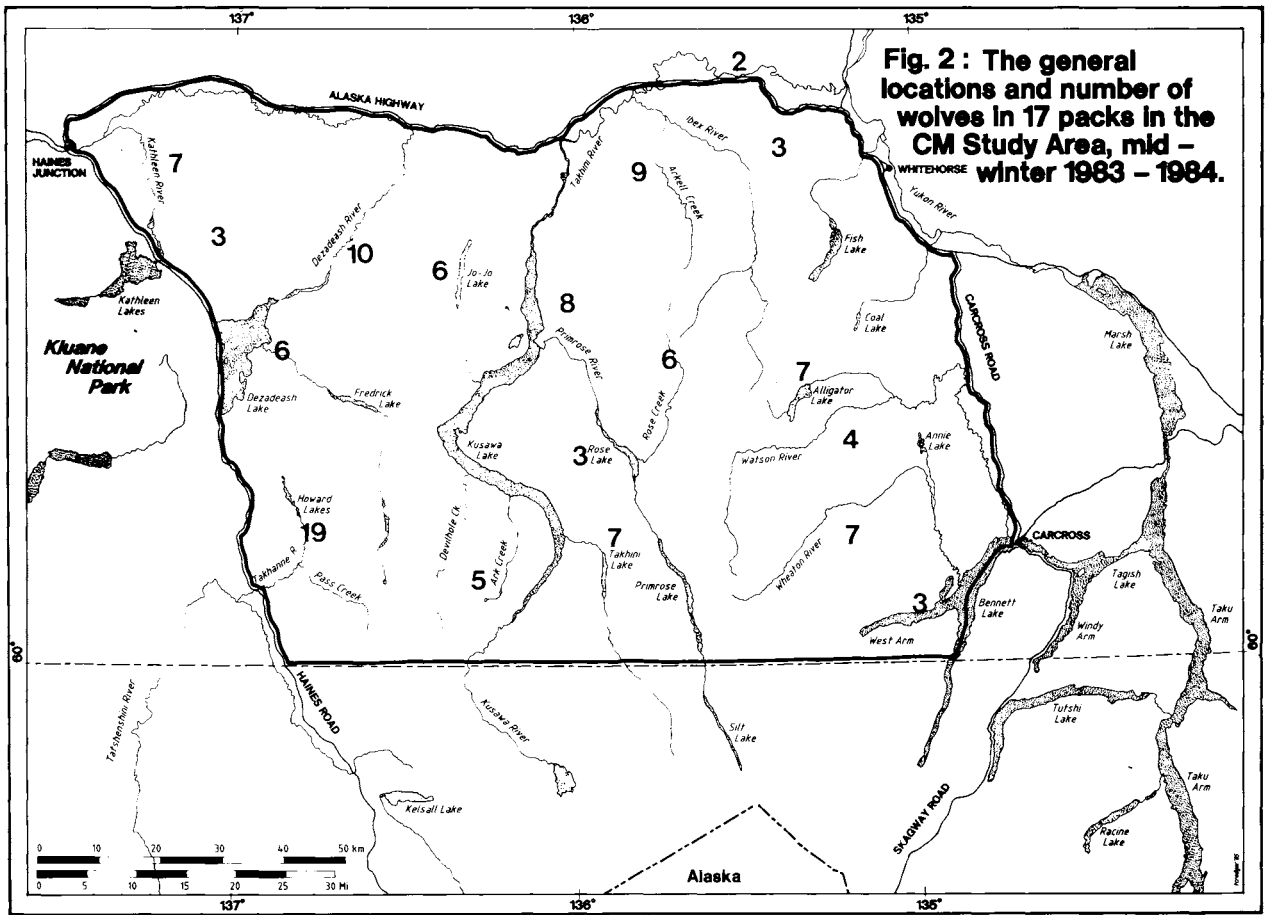 137°
136°
135°
Fig. 2 : The general
locations and number of
wolves in 17 packs in the
CM Study Area, mid –
winter 1983 – 1984.
2
ALASKA HIGHWAY
Ibex River
3
HAINES
JUNCTION
Kathleen River
7
Takhini River
9
Arkell Creek
WHITEHORSE
Yukon River
3
Dezadeash River
10
6
Jo-Jo
Lake
Fish
Lake
Kathleen
Lakes
8
Coal
Lake
CARCROSS ROAD
Marsh
Lake
Kluane
National
Park
6
Primrose River
6
7
Alligator
Lake
Dezadeash
Lake
Fredrick
Lake
Rose Creek
Kusawa
Lake
3
Rose
Lake
Watson River
4
Annie
Lake
Howard
Lakes
19
Devilhole Ck.
Ark Creek
5
7
Takhini
Lake
Wheaton River
7
CARCROSS
Takhanne R.
Pass Creek
Primrose
Lake
3
Bennett
Lake
Tagish
Lake
West Arm
Windy
Arm
Taku
Arm
60°
60°
HAINES ROAD
Tatshenshini River
Kusawa
River
Silt
Lake
Tutshi
Lake
Kelsall Lake
SKAGWAY ROAD
Taku
Arm
Racine
Lake
0 10 20 30 40 50 km
0 5 10 15 20 25 30 Mi
Alaska
137°
136°
135°